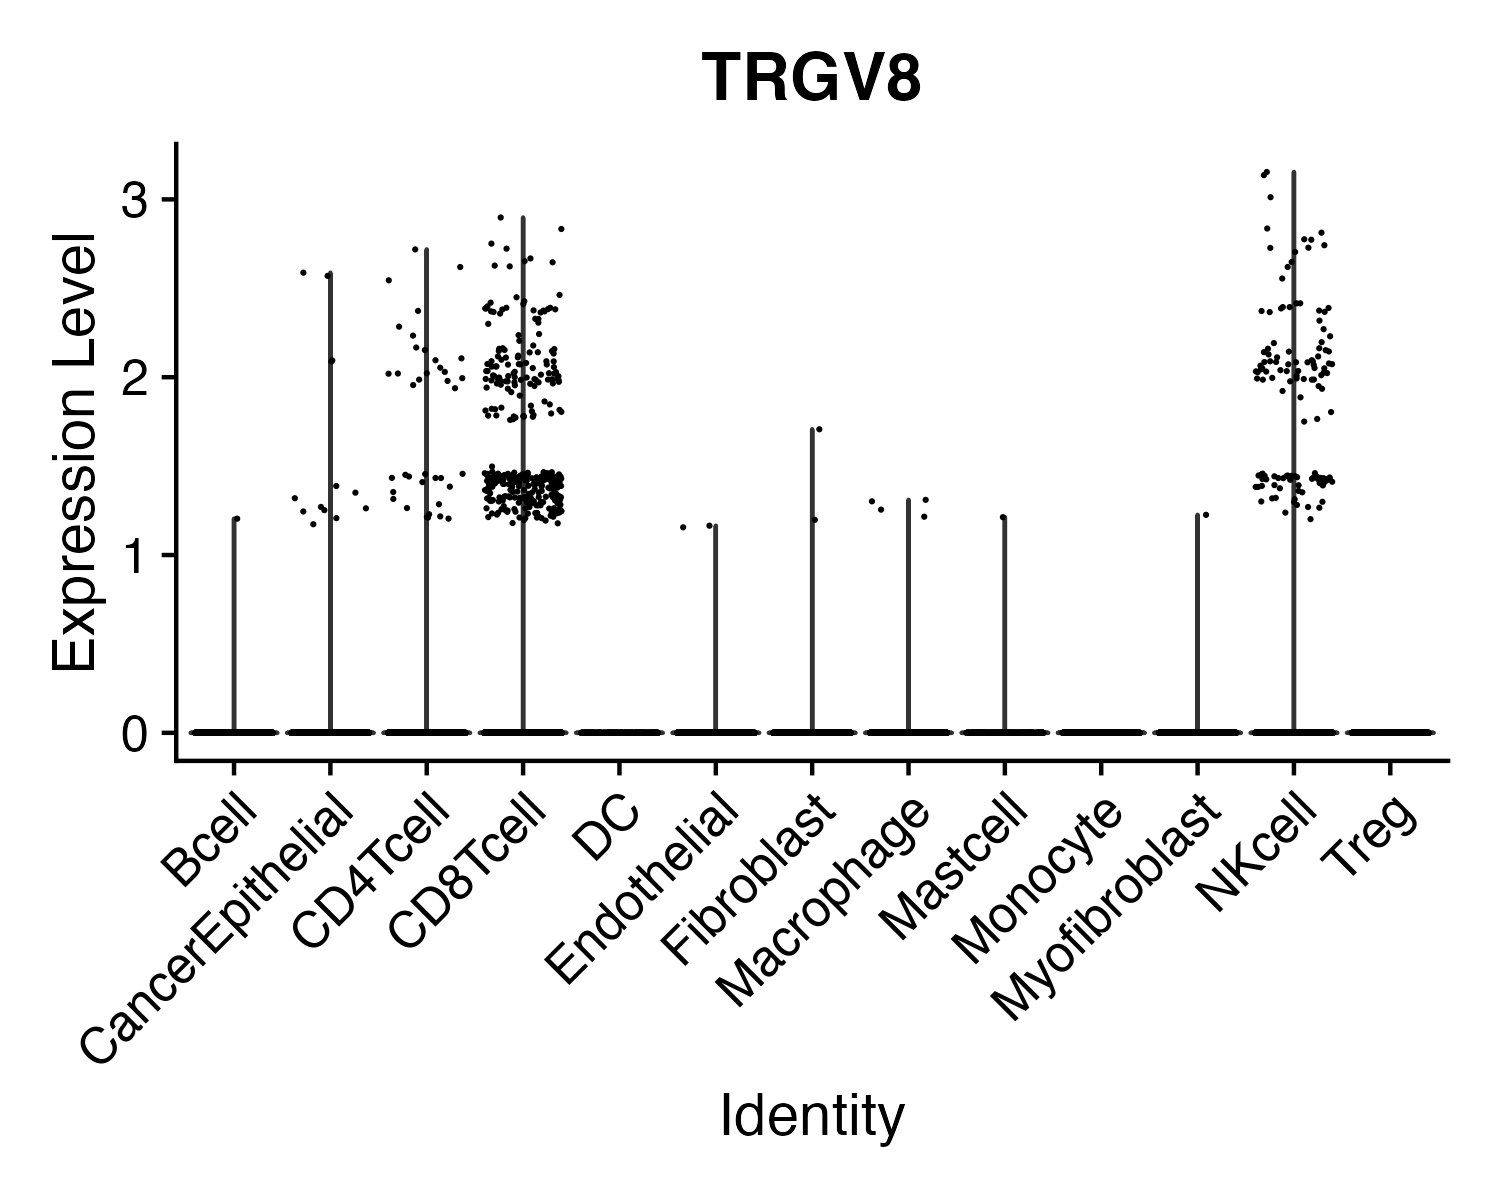 TRGV8
Expression Level
3
2
1
0
Bcell
CancerEpithelial
CD4Tcell
CD8Tcell
DC
Endothelial
Fibroblast
Macrophage
Mastcell
Monocyte
Myofibroblast
NKcell
Treg
Identity